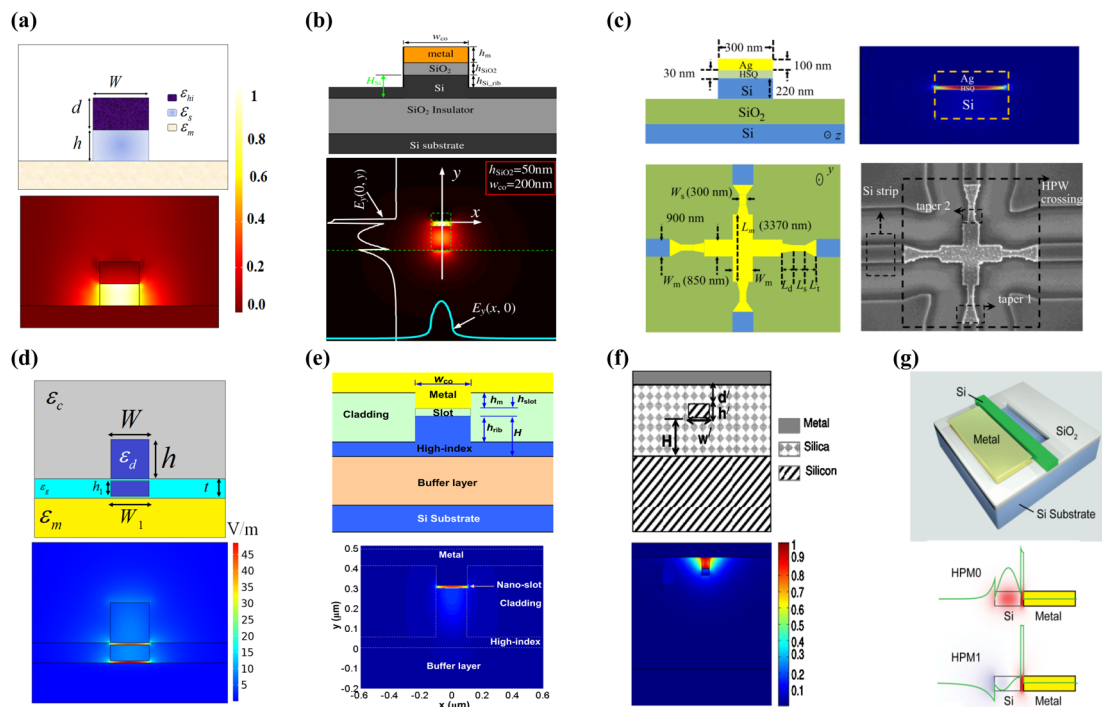 (a)
W
d
h
ε_hi
ε_s
ε_m
1
0.8
0.6
0.4
0.2
0.0
(b)
w_co
metal
h_m
SiO₂
h_SiO2
H_Si
Si
h_Si_rib
SiO₂ Insulator
Si substrate
y
h_SiO2=50nm
w_co=200nm
E_y(0, y)
x
E_y(x, 0)
(c)
300 nm
Ag
100 nm
30 nm
HSQ
Si
220 nm
SiO₂
Si
z
Ag
HSQ
Si
y
W_s (300 nm)
900 nm
L_m
(3370 nm)
W_m (850 nm)
W_m
L_d
L_s
L_t
Si strip
HPW
crossing
taper 2
taper 1
(d)
ε_c
W
ε_d
h
ε_g
h₁
t
ε_m
W₁
V/m
45
40
35
30
25
20
15
10
5
(e)
w_co
Metal
h_m
h_slot
Cladding
Slot
h_rib
H
High-index
Buffer layer
Si Substrate
0.5
0.4
0.3
0.2
0.1
0
-0.1
-0.2
y (μm)
Metal
Nano-slot
Cladding
High-index
Buffer layer
-0.6
-0.4
-0.2
0
0.2
0.4
0.6
x (μm)
(f)
d
h
H
w
Metal
Silica
Silicon
1
0.9
0.8
0.7
0.6
0.5
0.4
0.3
0.2
0.1
(g)
Si
SiO₂
Metal
Si Substrate
HPM0
Si
Metal
HPM1
Si
Metal